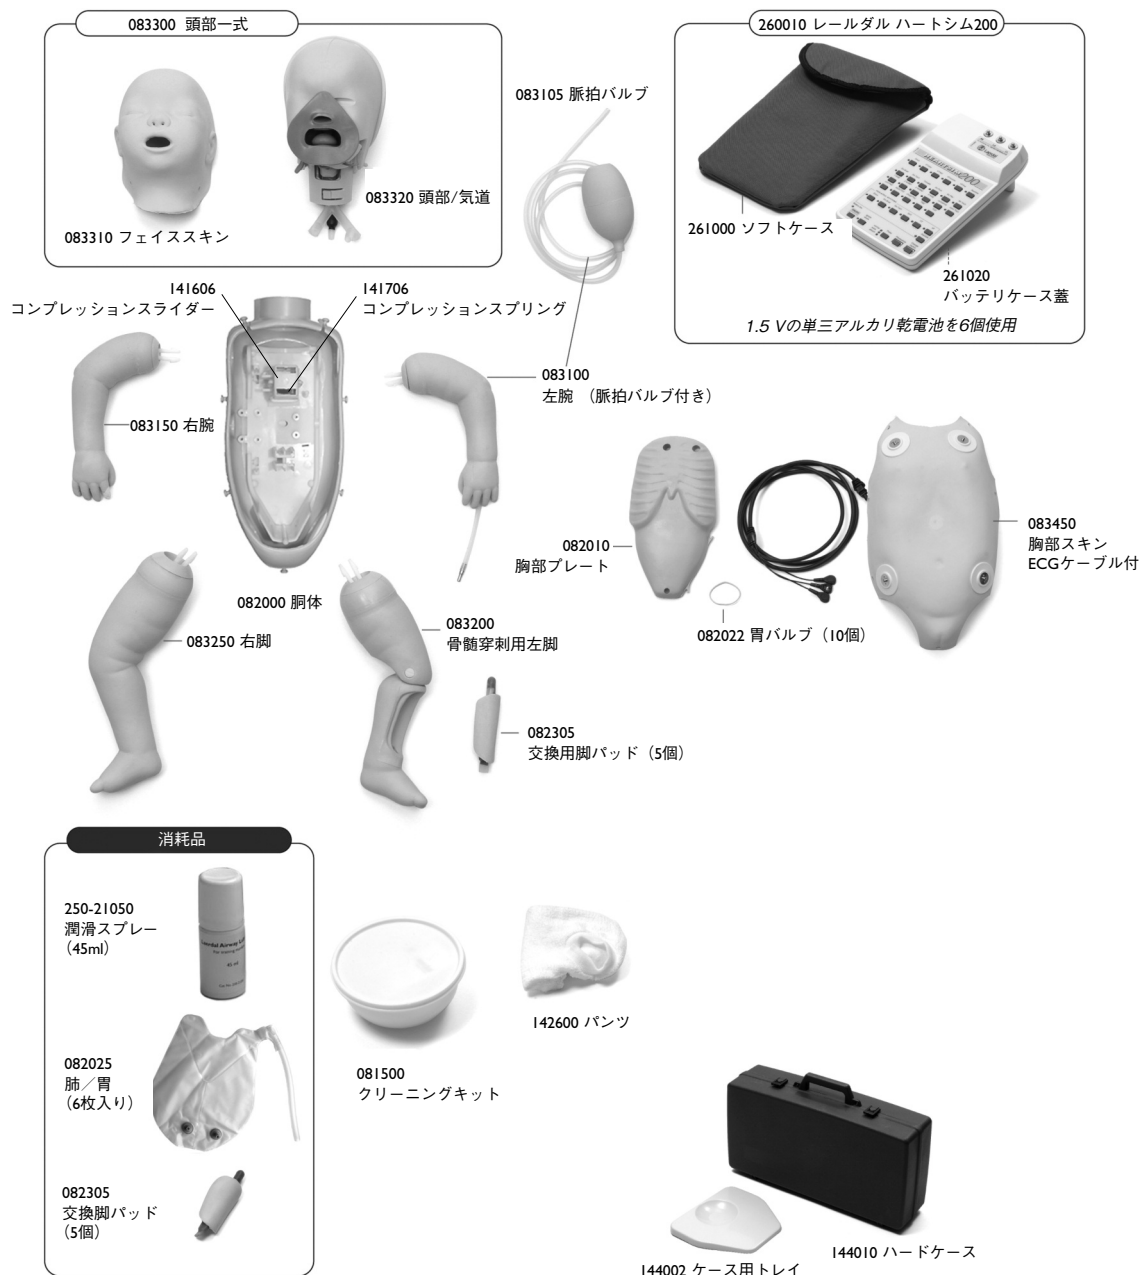 083300 頭部一式
083310 フェイススキン
083320 頭部/気道
083105 脈拍バルブ
260010 レールダル ハートシム200
261000 ソフトケース
261020
バッテリケース蓋
1.5 Vの単三アルカリ乾電池を6個使用
141606
コンプレッションスライダー
141706
コンプレッションスプリング
083150 右腕
083100
左腕 （脈拍バルブ付き）
082000 胴体
082010
胸部プレート
082022 胃バルブ（10個）
083450
胸部スキン
ECGケーブル付
083250 右脚
083200
骨髄穿刺用左脚
082305
交換用脚パッド（5個）
消耗品
250-21050
潤滑スプレー
（45ml）
082025
肺／胃
（6枚入り）
082305
交換脚パッド
（5個）
081500
クリーニングキット
142600 パンツ
144010 ハードケース
144002 ケース用トレイ